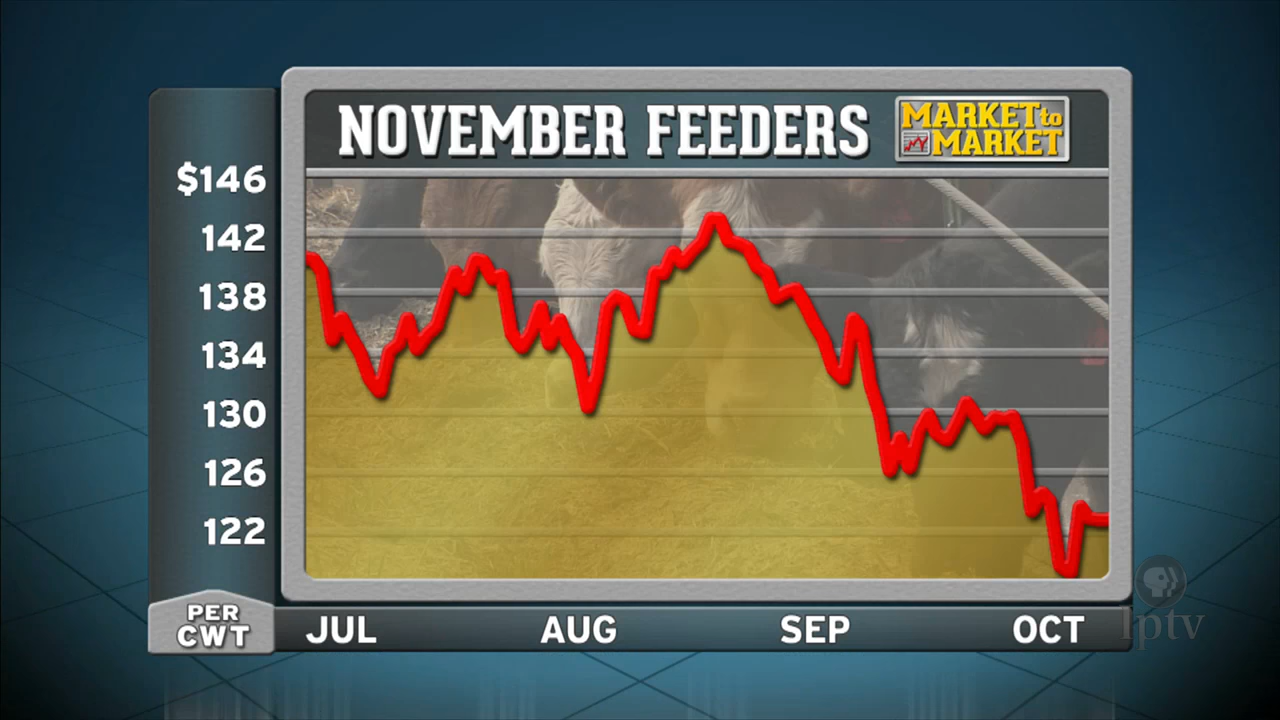 NOVEMBER FEEDERS
MARKET to
MARKET
$146
142
138
134
130
126
122
PER
CWT
JUL AUG SEP OCT
iptv